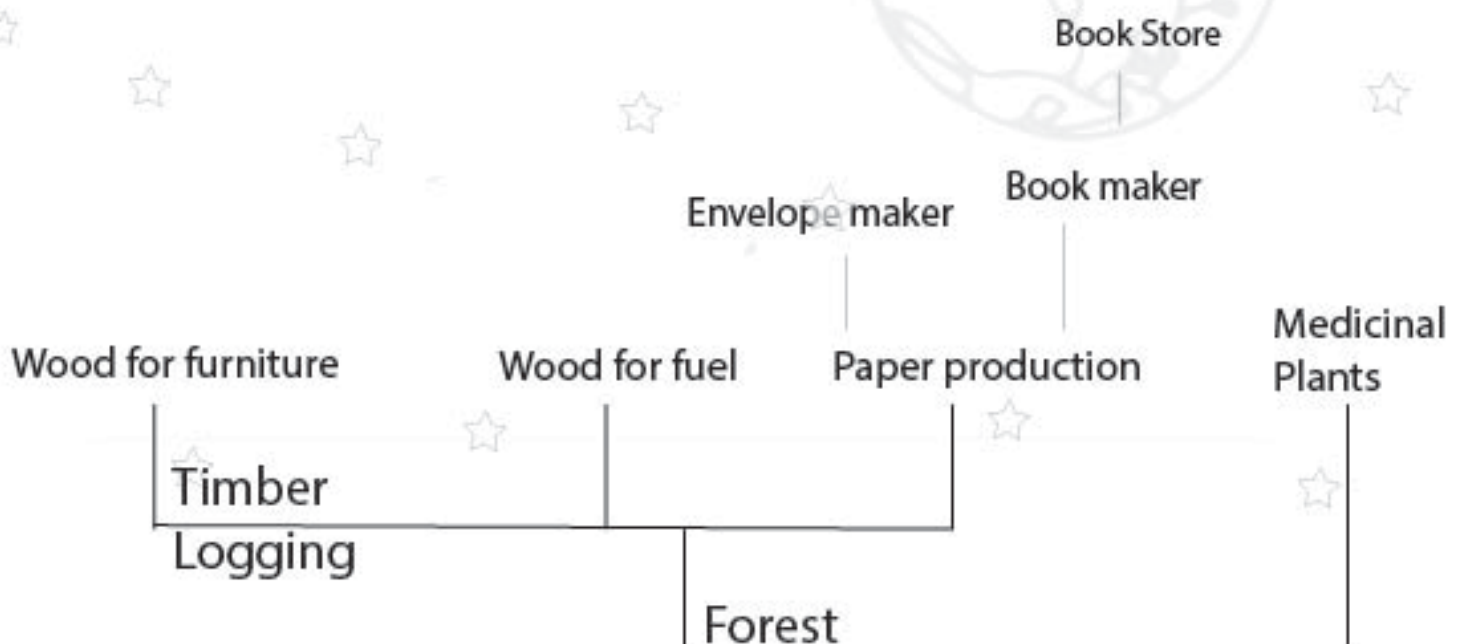 Book Store
Book maker
Envelope maker
Wood for furniture
Wood for fuel
Paper production
Medicinal
Plants
Timber
Logging
Forest